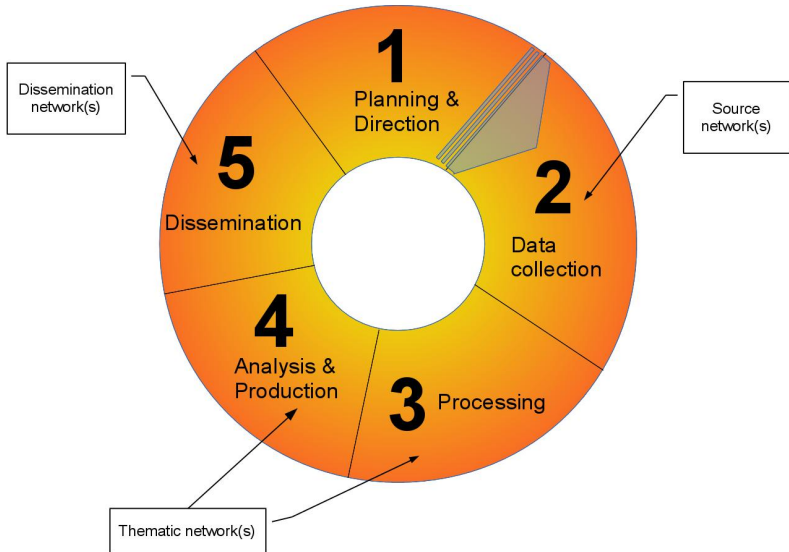 1
Planning &
Direction
Dissemination
network(s)
Source
network(s)
5
Dissemination
2
Data
collection
4
Analysis &
Production
3
Processing
Thematic network(s)